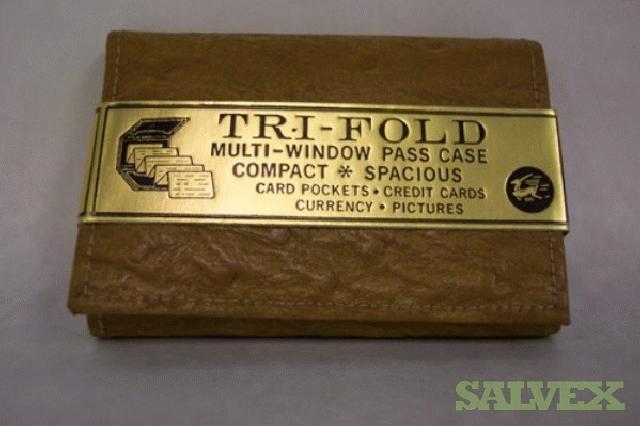 TRI-FOLD
MULTI-WINDOW PASS CASE
COMPACT * SPACIOUS
CARD POCKETS • CREDIT CARDS
CURRENCY • PICTURES
SALVEX